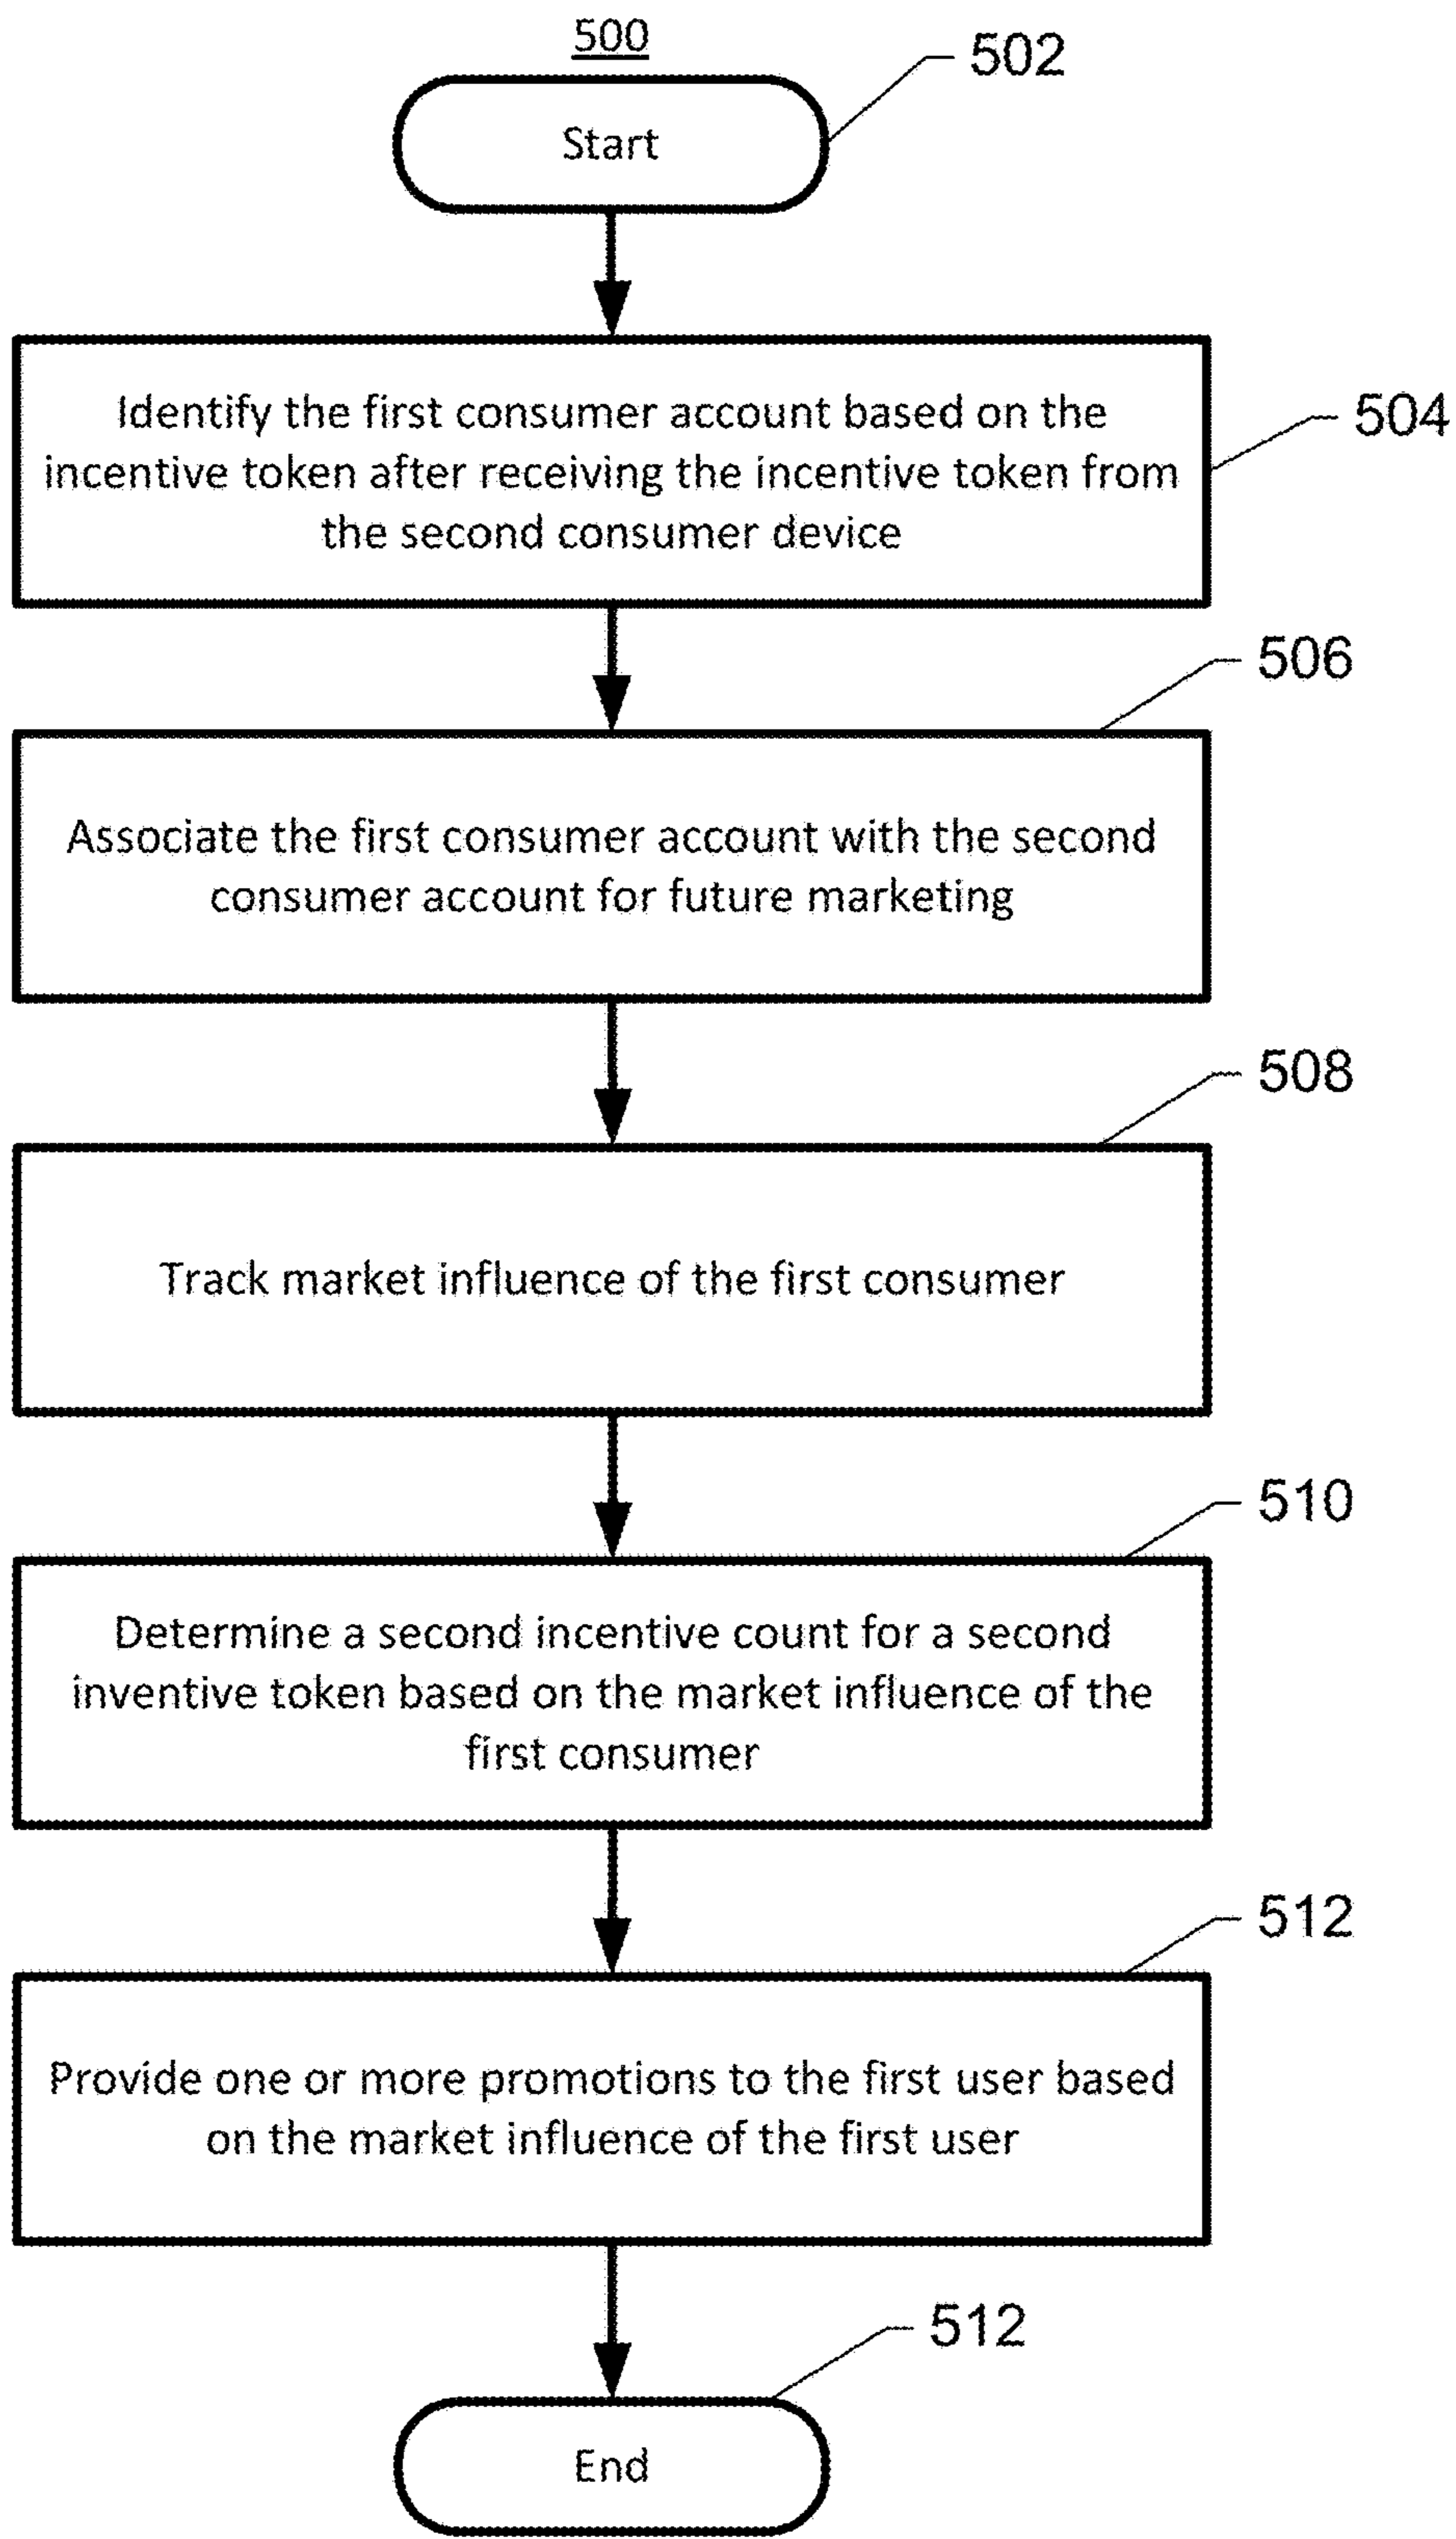 500
502
Start
504
Identify the first consumer account based on the
incentive token after receiving the incentive token from
the second consumer device
506
Associate the first consumer account with the second
consumer account for future marketing
508
Track market influence of the first consumer
510
Determine a second incentive count for a second
inventive token based on the market influence of the
first consumer
512
Provide one or more promotions to the first user based
on the market influence of the first user
512
End